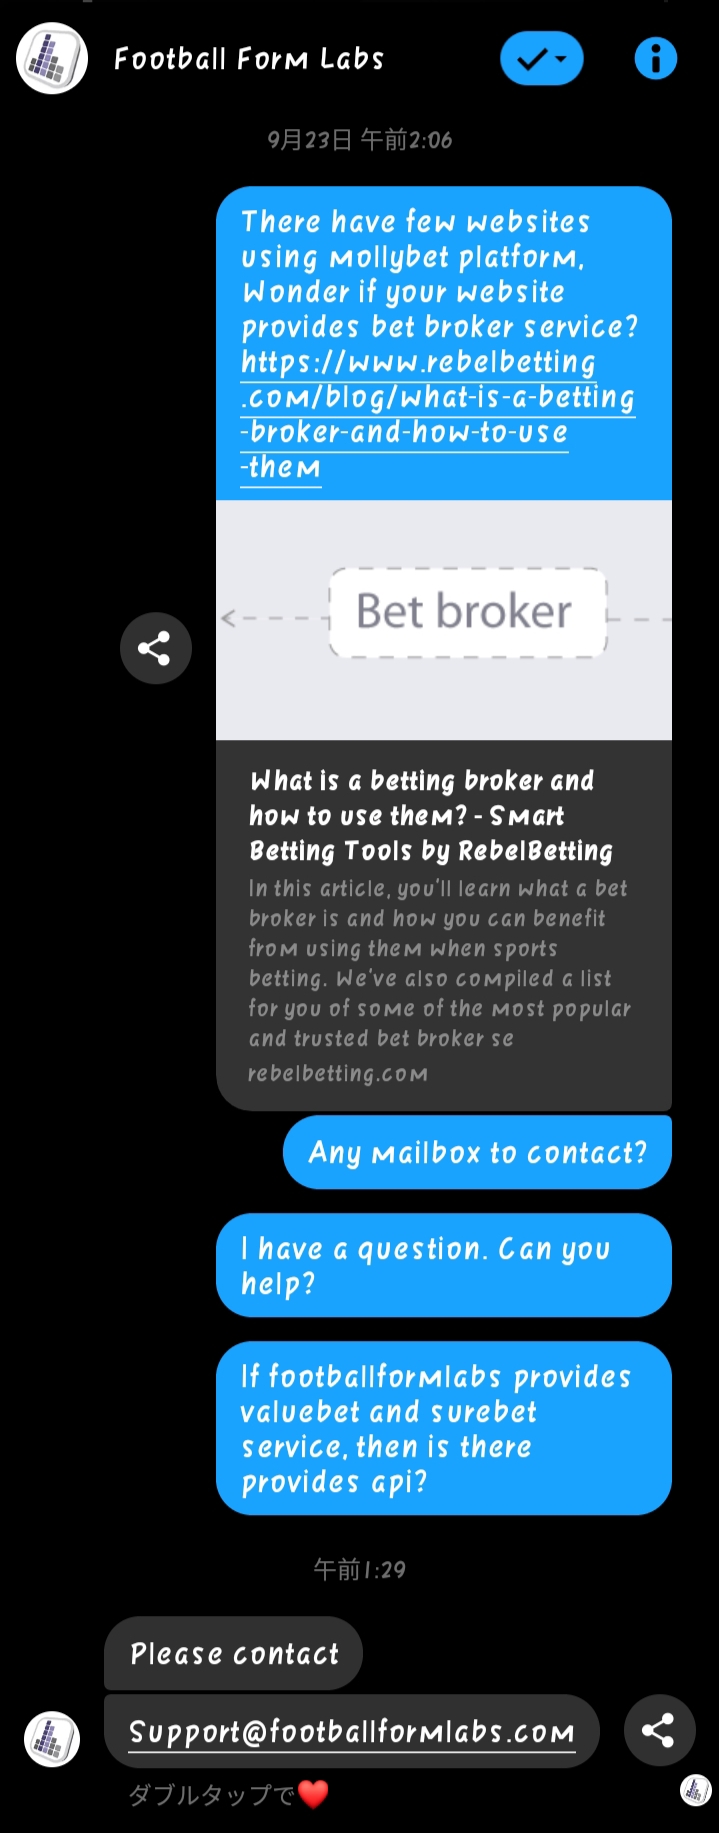 Football Form Labs
9月23日 午前2:06
There have few websites
using mollybet platform,
Wonder if your website
provides bet broker service?
https://www.rebelbetting
.com/blog/what-is-a-betting
-broker-and-how-to-use
-them
Bet broker
What is a betting broker and
how to use them? - Smart
Betting Tools by RebelBetting
In this article, you'll learn what a bet
broker is and how you can benefit
from using them when sports
betting. We've also compiled a list
for you of some of the most popular
and trusted bet broker se
rebelbetting.com
Any mailbox to contact?
I have a question. Can you
help?
If footballformlabs provides
valuebet and surebet
service, then is there
provides api?
午前1:29
Please contact
Support@footballformlabs.com
ダブルタップで❤️